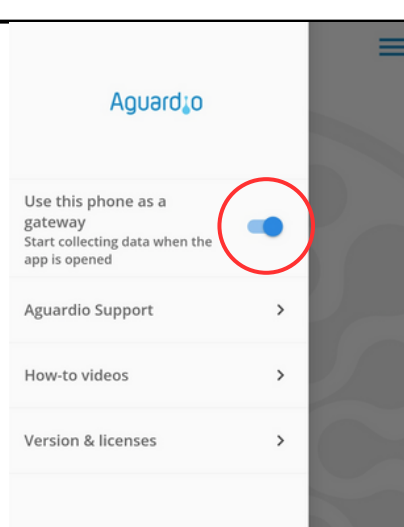 Aguardio
Use this phone as a
gateway
Start collecting data when the
app is opened
Aguardio Support
How-to videos
Version & licenses